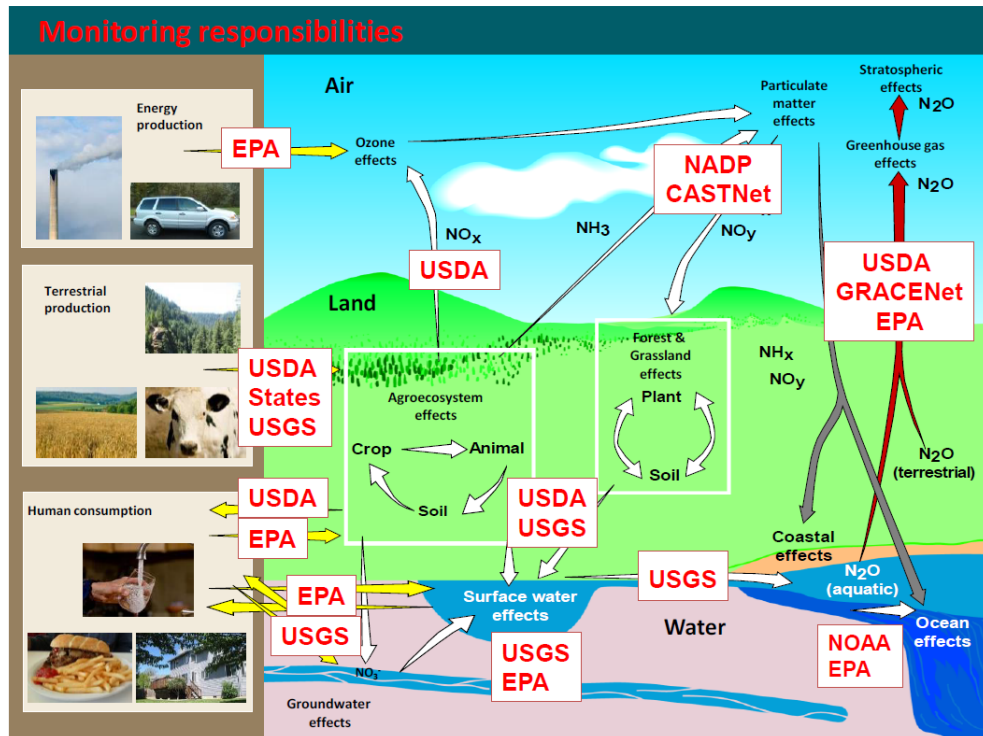 Monitoring responsibilities
Air
Stratospheric
effects
N2O
Particulate
matter
effects
Greenhouse gas
effects
N2O
Energy
production
EPA
Ozone
effects
NADP
CASTNet
NOx
NH3
NOy
USDA
USDA
GRACENet
EPA
Terrestrial
production
Land
USDA
States
USGS
Agroecosystem
effects
Crop
Animal
Soil
Forest &
Grassland
effects
Plant
Soil
NHx
NOy
N2O
(terrestrial)
Human consumption
USDA
EPA
USDA
USGS
Coastal
effects
EPA
USGS
Surface water
effects
USGS
N2O
(aquatic)
Water
Ocean
effects
USGS
EPA
NOAA
EPA
NO3-
Groundwater
effects